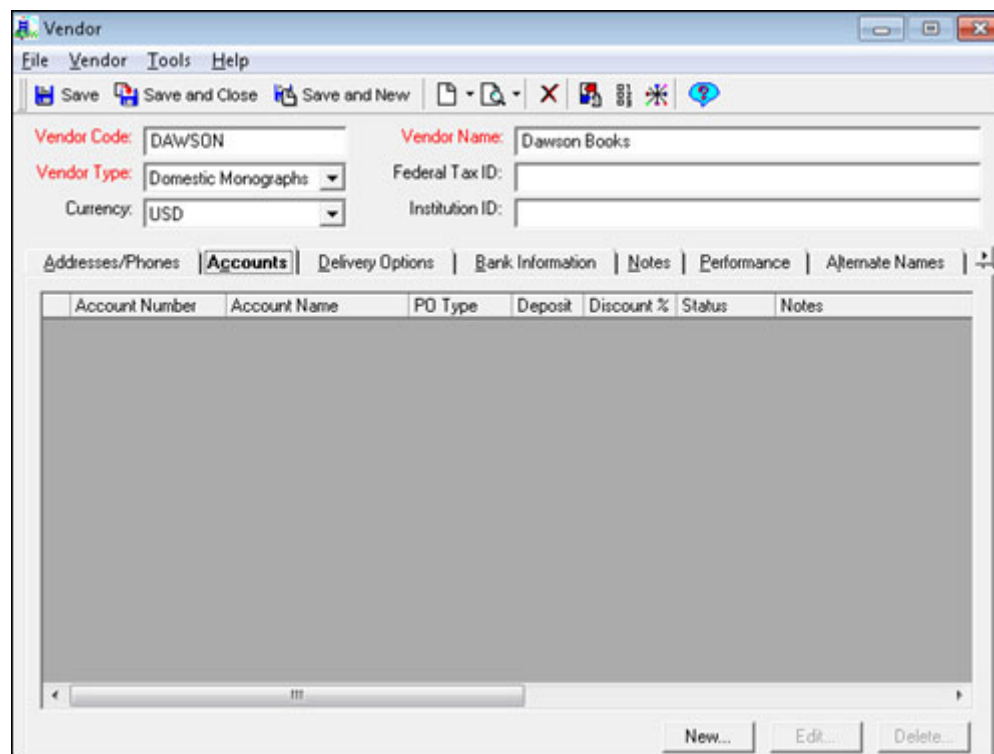 Vendor
File Vendor Tools Help
Save Save and Close Save and New
Vendor Code: DAWSON Vendor Name: Dawson Books
Vendor Type: Domestic Monographs Federal Tax ID:
Currency: USD Institution ID:
Addresses/Phones Accounts Delivery Options Bank Information Notes Performance Alternate Names
Account Number Account Name PO Type Deposit Discount % Status Notes
New... Edit... Delete...